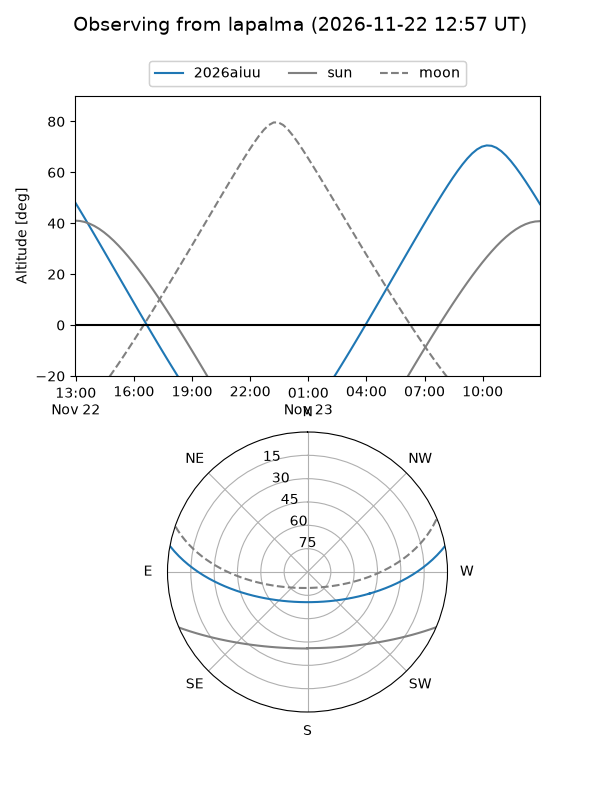 Observing from lapalma (2026-11-22 12:57 UT)
2026aiuu sun moon
Altitude [deg]
80
60
40
20
0
−20
13:00 16:00 19:00 22:00 01:00 04:00 07:00 10:00
Nov 22 Nov 23
N
NE NW
15
30
45
60
75
E W
SE SW
S